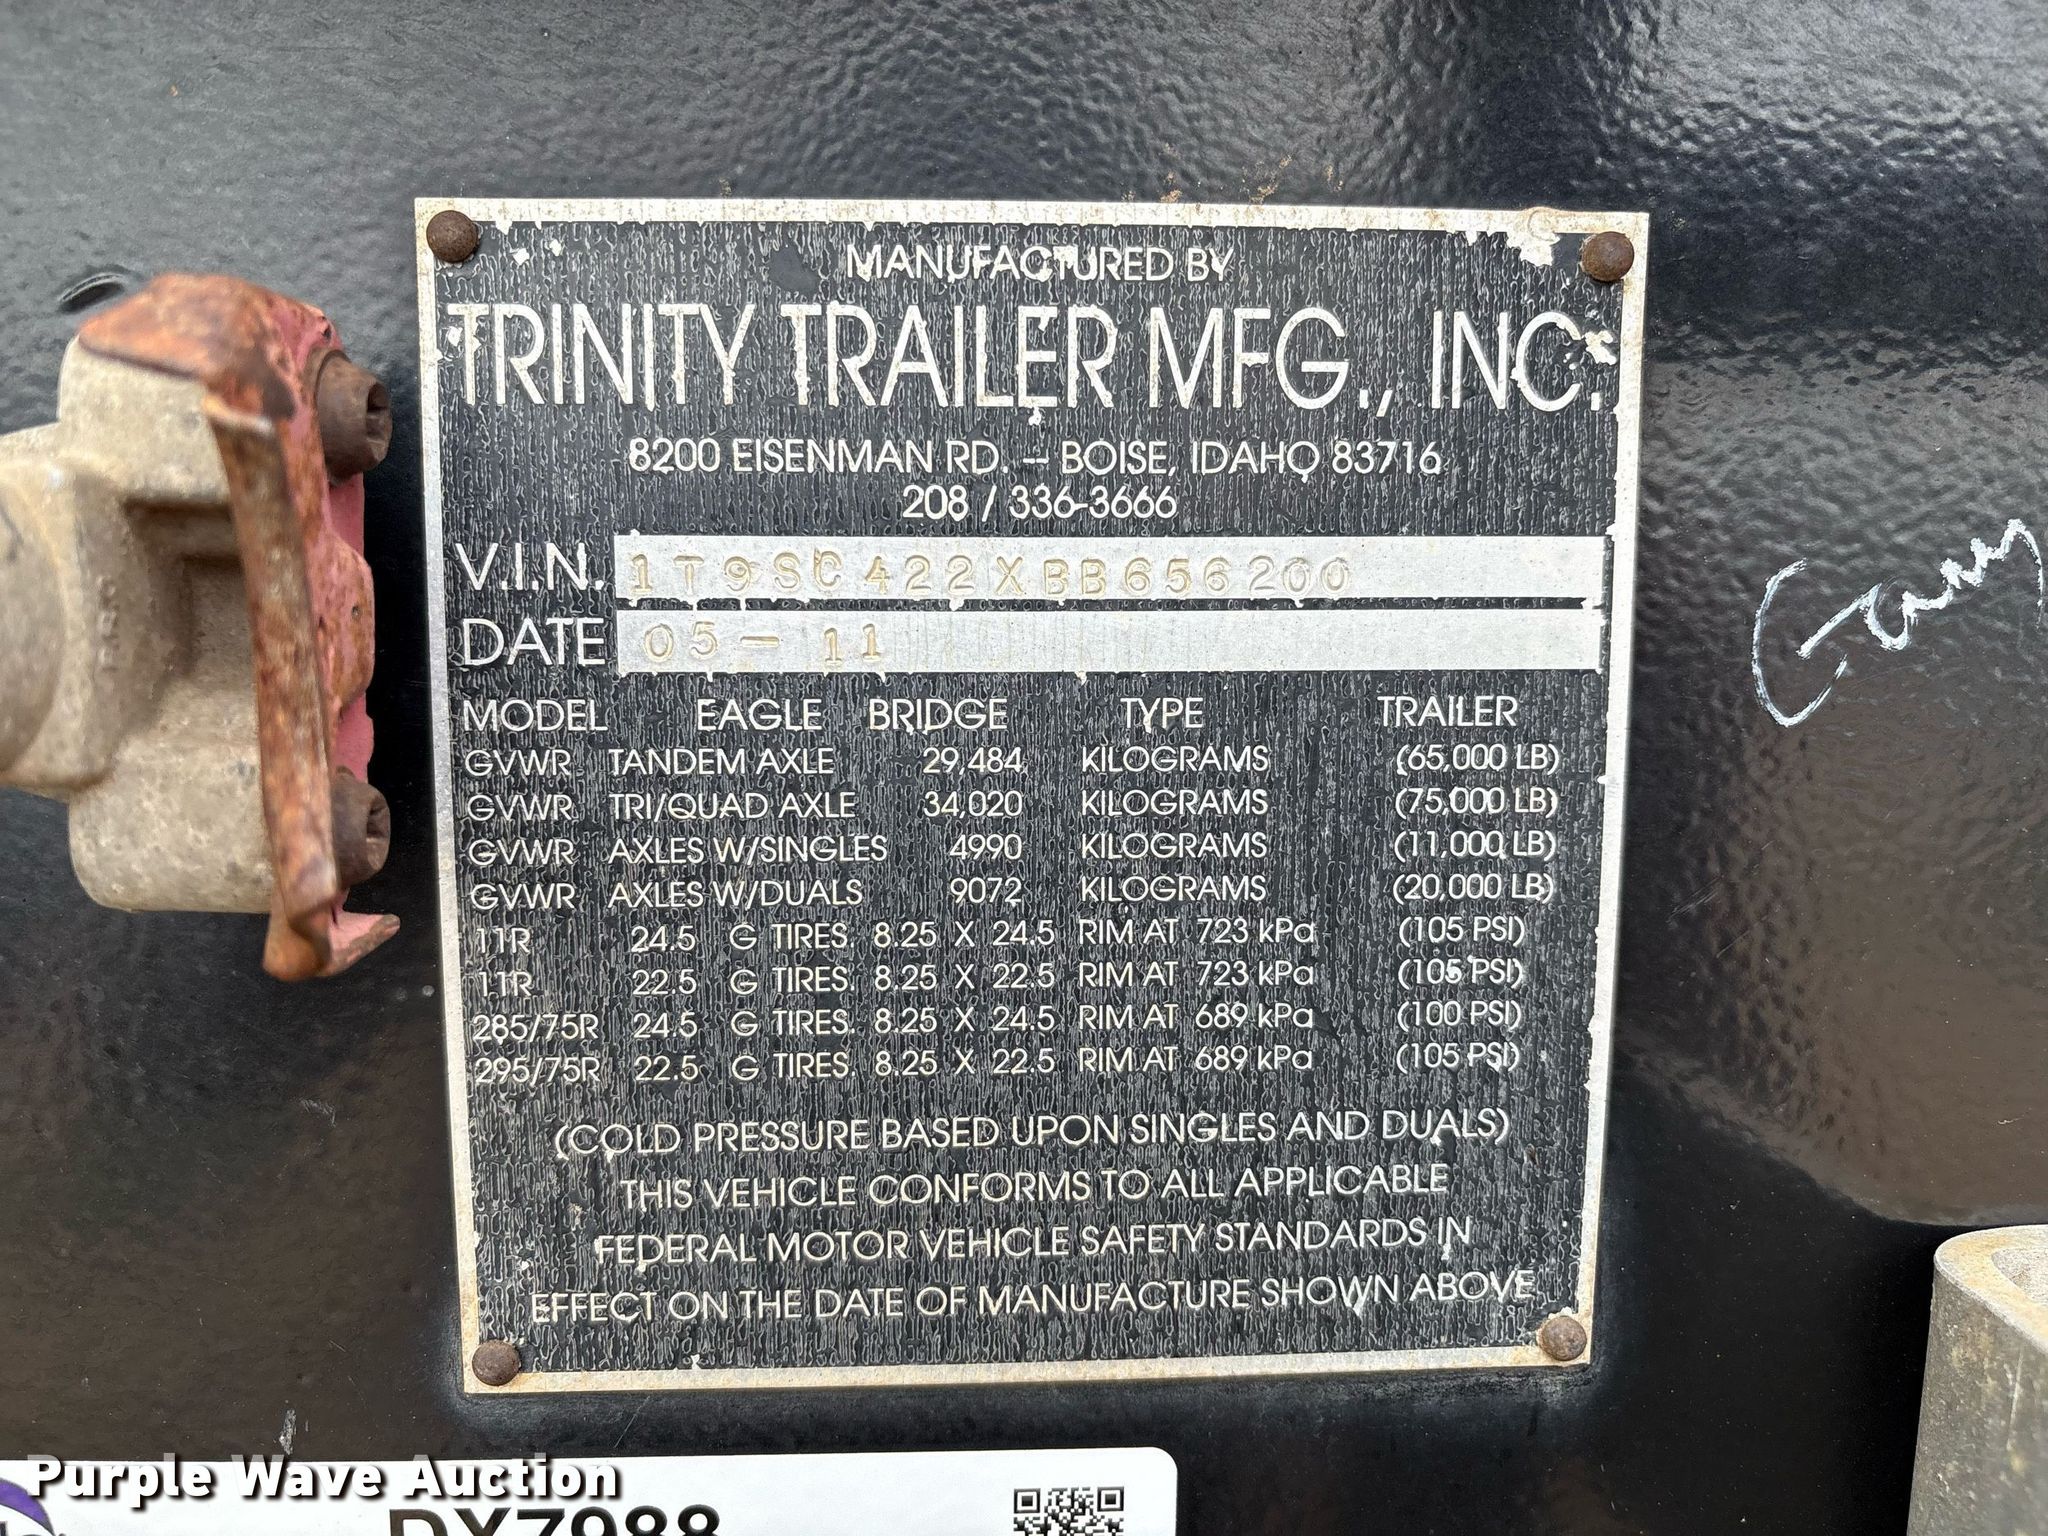 MANUFACTURED BY
TRINITY TRAILER MFG., INC.
8200 EISENMAN RD. – BOISE, IDAHO 83716
208 / 336-3666
V.I.N. 1T9SC422XBB656200
DATE 05-11
MODEL EAGLE BRIDGE TYPE TRAILER
GVWR TANDEM AXLE 29,484 KILOGRAMS (65,000 LB)
GVWR TRI/QUAD AXLE 34,020 KILOGRAMS (75,000 LB)
GVWR AXLES W/SINGLES 4990 KILOGRAMS (11,000 LB)
GVWR AXLES W/DUALS 9072 KILOGRAMS (20,000 LB)
11R 24.5 G TIRES 8.25 X 24.5 RIM AT 723 kPa (105 PSI)
11R 22.5 G TIRES 8.25 X 22.5 RIM AT 723 kPa (105 PSI)
285/75R 24.5 G TIRES 8.25 X 24.5 RIM AT 689 kPa (100 PSI)
295/75R 22.5 G TIRES 8.25 X 22.5 RIM AT 689 kPa (105 PSI)
(COLD PRESSURE BASED UPON SINGLES AND DUALS)
THIS VEHICLE CONFORMS TO ALL APPLICABLE
FEDERAL MOTOR VEHICLE SAFETY STANDARDS IN
EFFECT ON THE DATE OF MANUFACTURE SHOWN ABOVE
Purple Wave Auction
DX7988